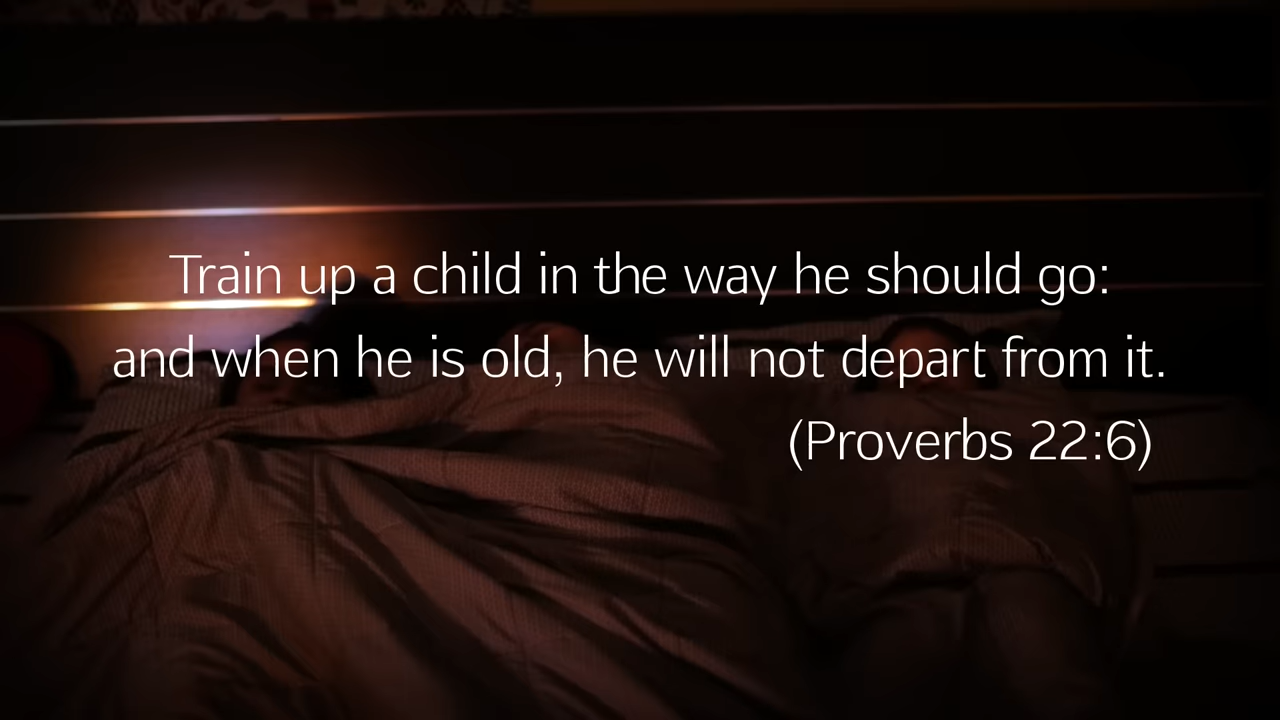 Train up a child in the way he should go:
and when he is old, he will not depart from it.
(Proverbs 22:6)